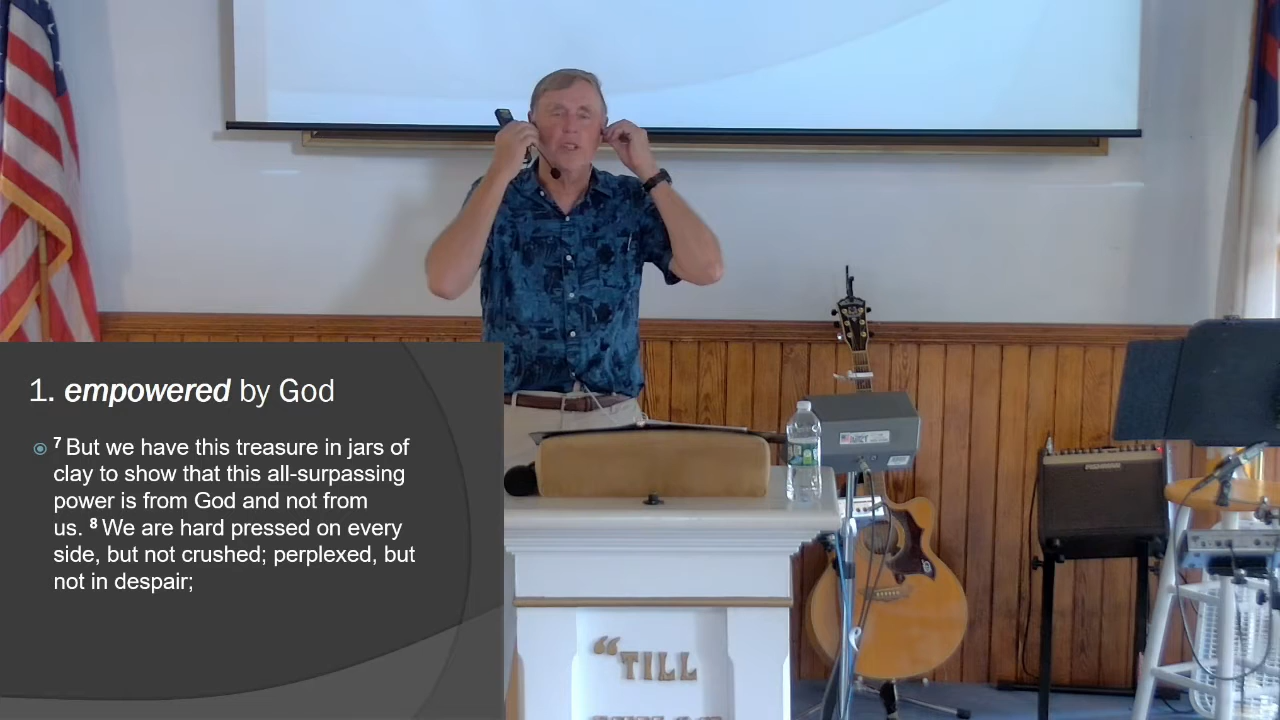 1. empowered by God
7 But we have this treasure in jars of
clay to show that this all-surpassing
power is from God and not from
us. 8 We are hard pressed on every
side, but not crushed; perplexed, but
not in despair;
“TILL